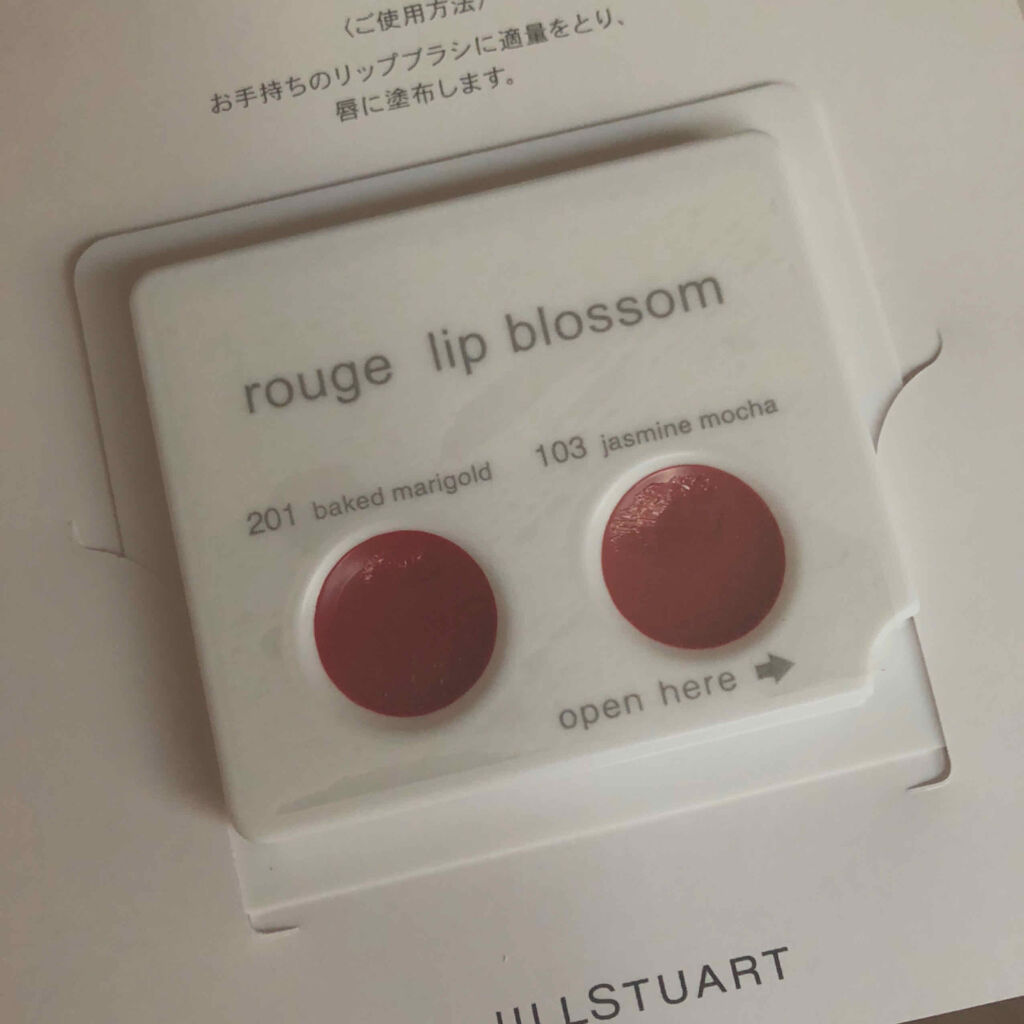 〈ご使用方法〉
お手持ちのリップブラシに適量をとり、
唇に塗布します。
rouge lip blossom
201 baked marigold
103 jasmine mocha
open here
JILLSTUART